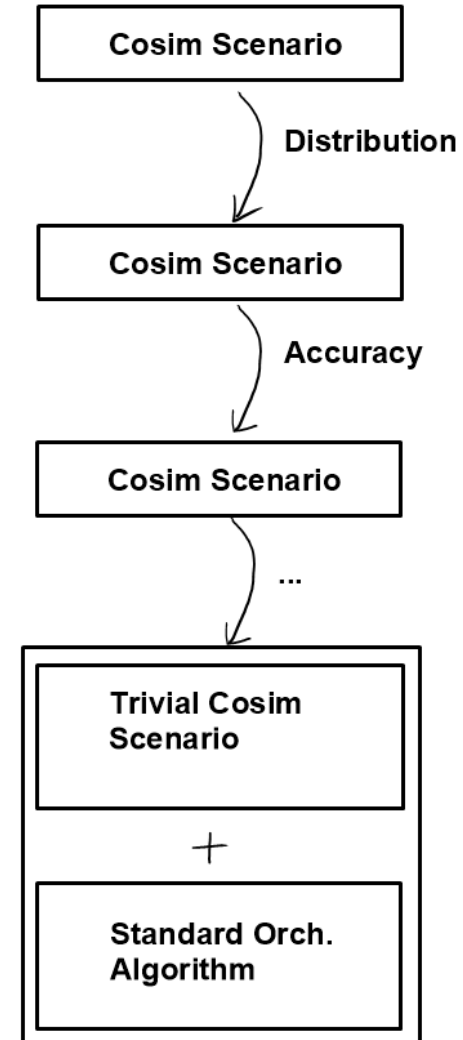 Cosim Scenario
Distribution
Cosim Scenario
Accuracy
Cosim Scenario
...
Trivial Cosim
Scenario
+
Standard Orch.
Algorithm